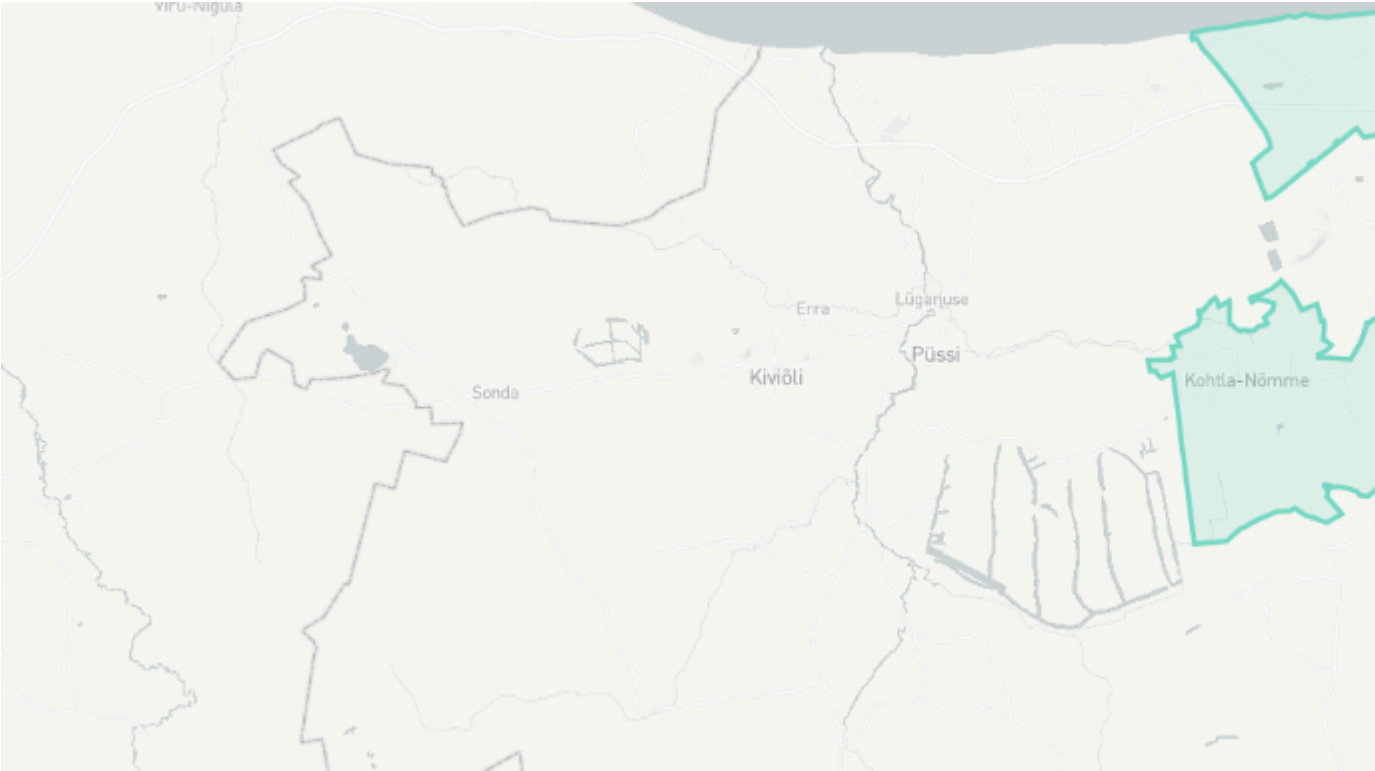 Viru-Nigula
Erra
Lüganuse
Püssi
Kiviõli
Kohtla-Nõmme
Sonda